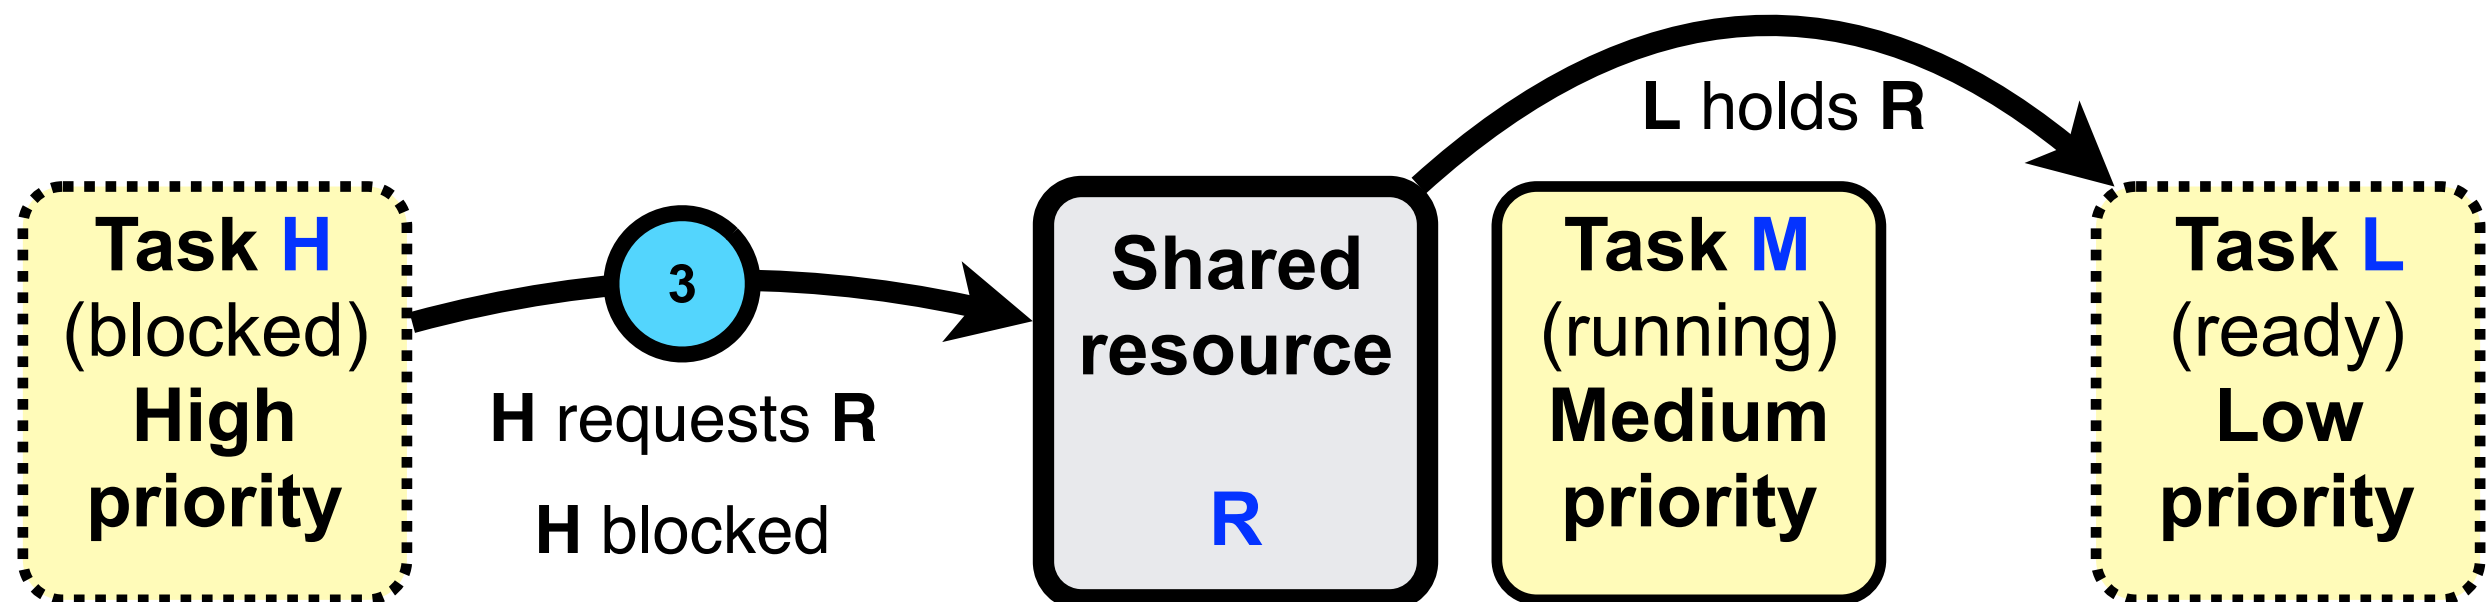 Task H
(blocked)
High
priority
3
H requests R
H blocked
Shared
resource
R
L holds R
Task M
(running)
Medium
priority
Task L
(ready)
Low
priority